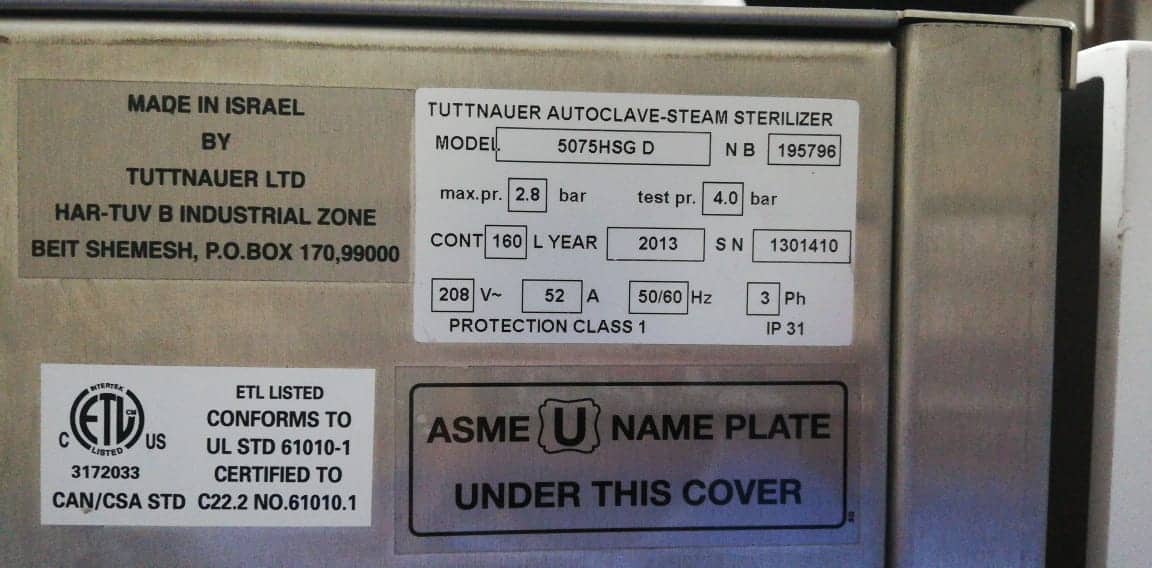 MADE IN ISRAEL
BY
TUTTNAUER LTD
HAR-TUV B INDUSTRIAL ZONE
BEIT SHEMESH, P.O.BOX 170,99000
TUTTNAUER AUTOCLAVE-STEAM STERILIZER
MODEL 5075HSG D N B 195796
max.pr. 2.8 bar test pr. 4.0 bar
CONT 160 L YEAR 2013 S N 1301410
208 V~ 52 A 50/60 Hz 3 Ph
PROTECTION CLASS 1 IP 31
INTERTEK
ETL CM
LISTED
C US
3172033
ETL LISTED
CONFORMS TO
UL STD 61010-1
CERTIFIED TO
CAN/CSA STD C22.2 NO.61010.1
ASME U NAME PLATE
UNDER THIS COVER